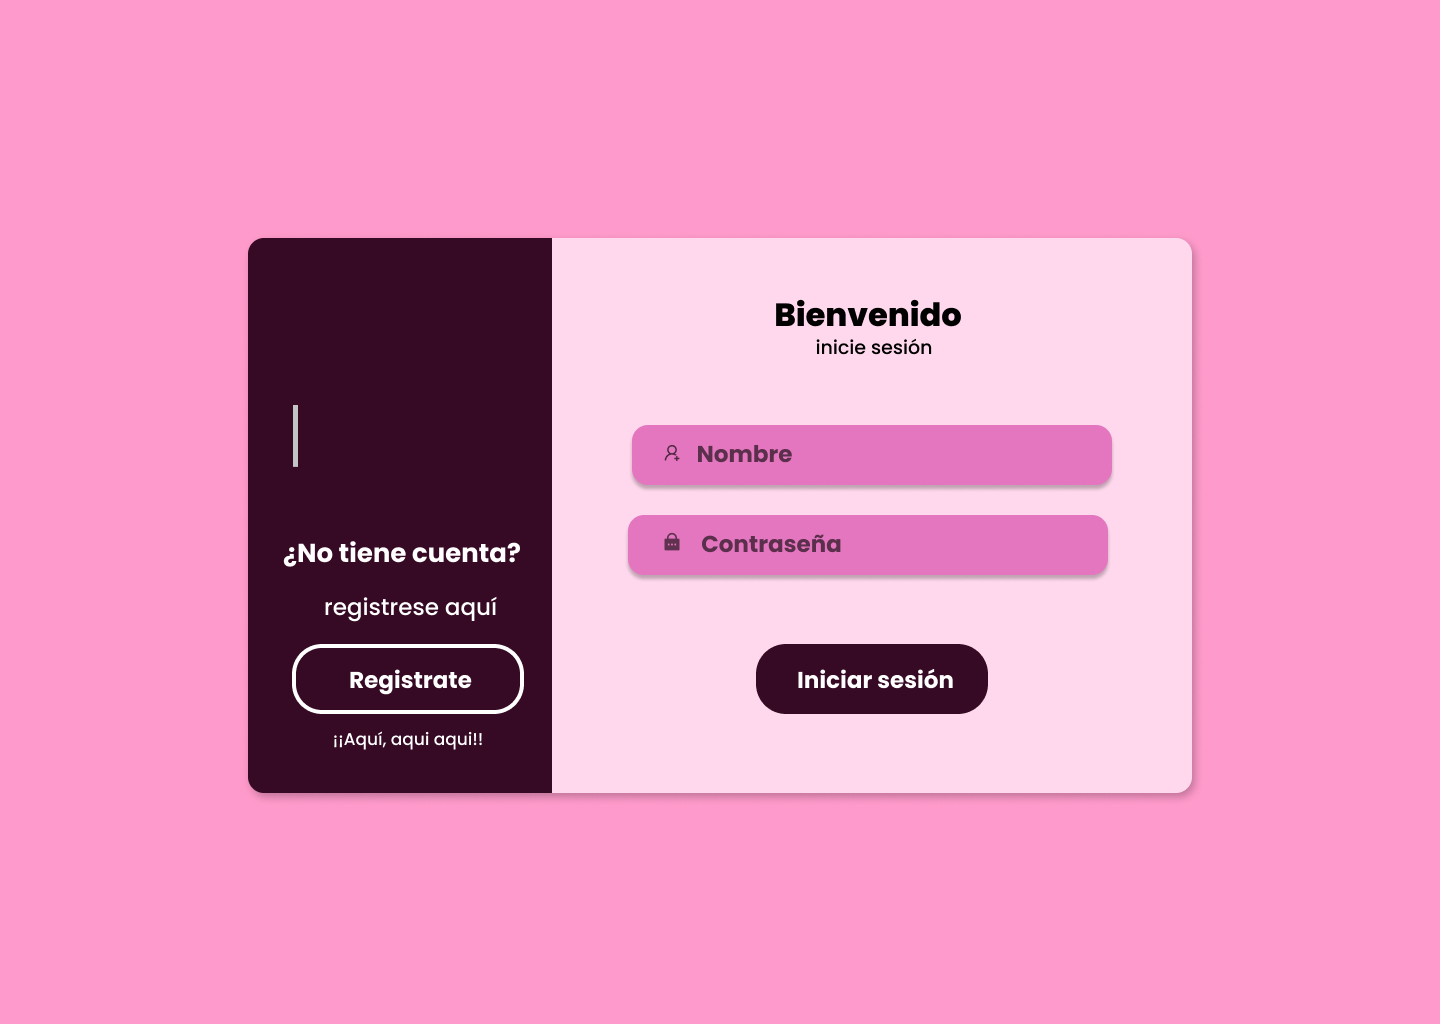 ¿No tiene cuenta?
registrese aquí
Registrate
¡¡Aquí, aqui aqui!!
Bienvenido
inicie sesión
Nombre
Contraseña
Iniciar sesión